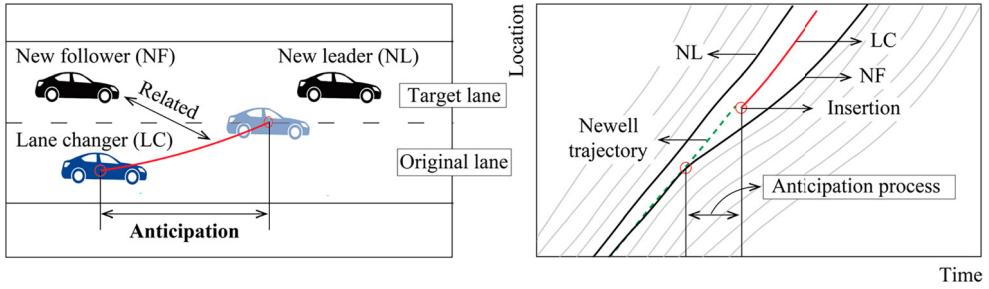 New follower (NF)
New leader (NL)
Related
Target lane
Lane changer (LC)
Original lane
Anticipation
Location
NL
LC
NF
Insertion
Newell
trajectory
Anticipation process
Time